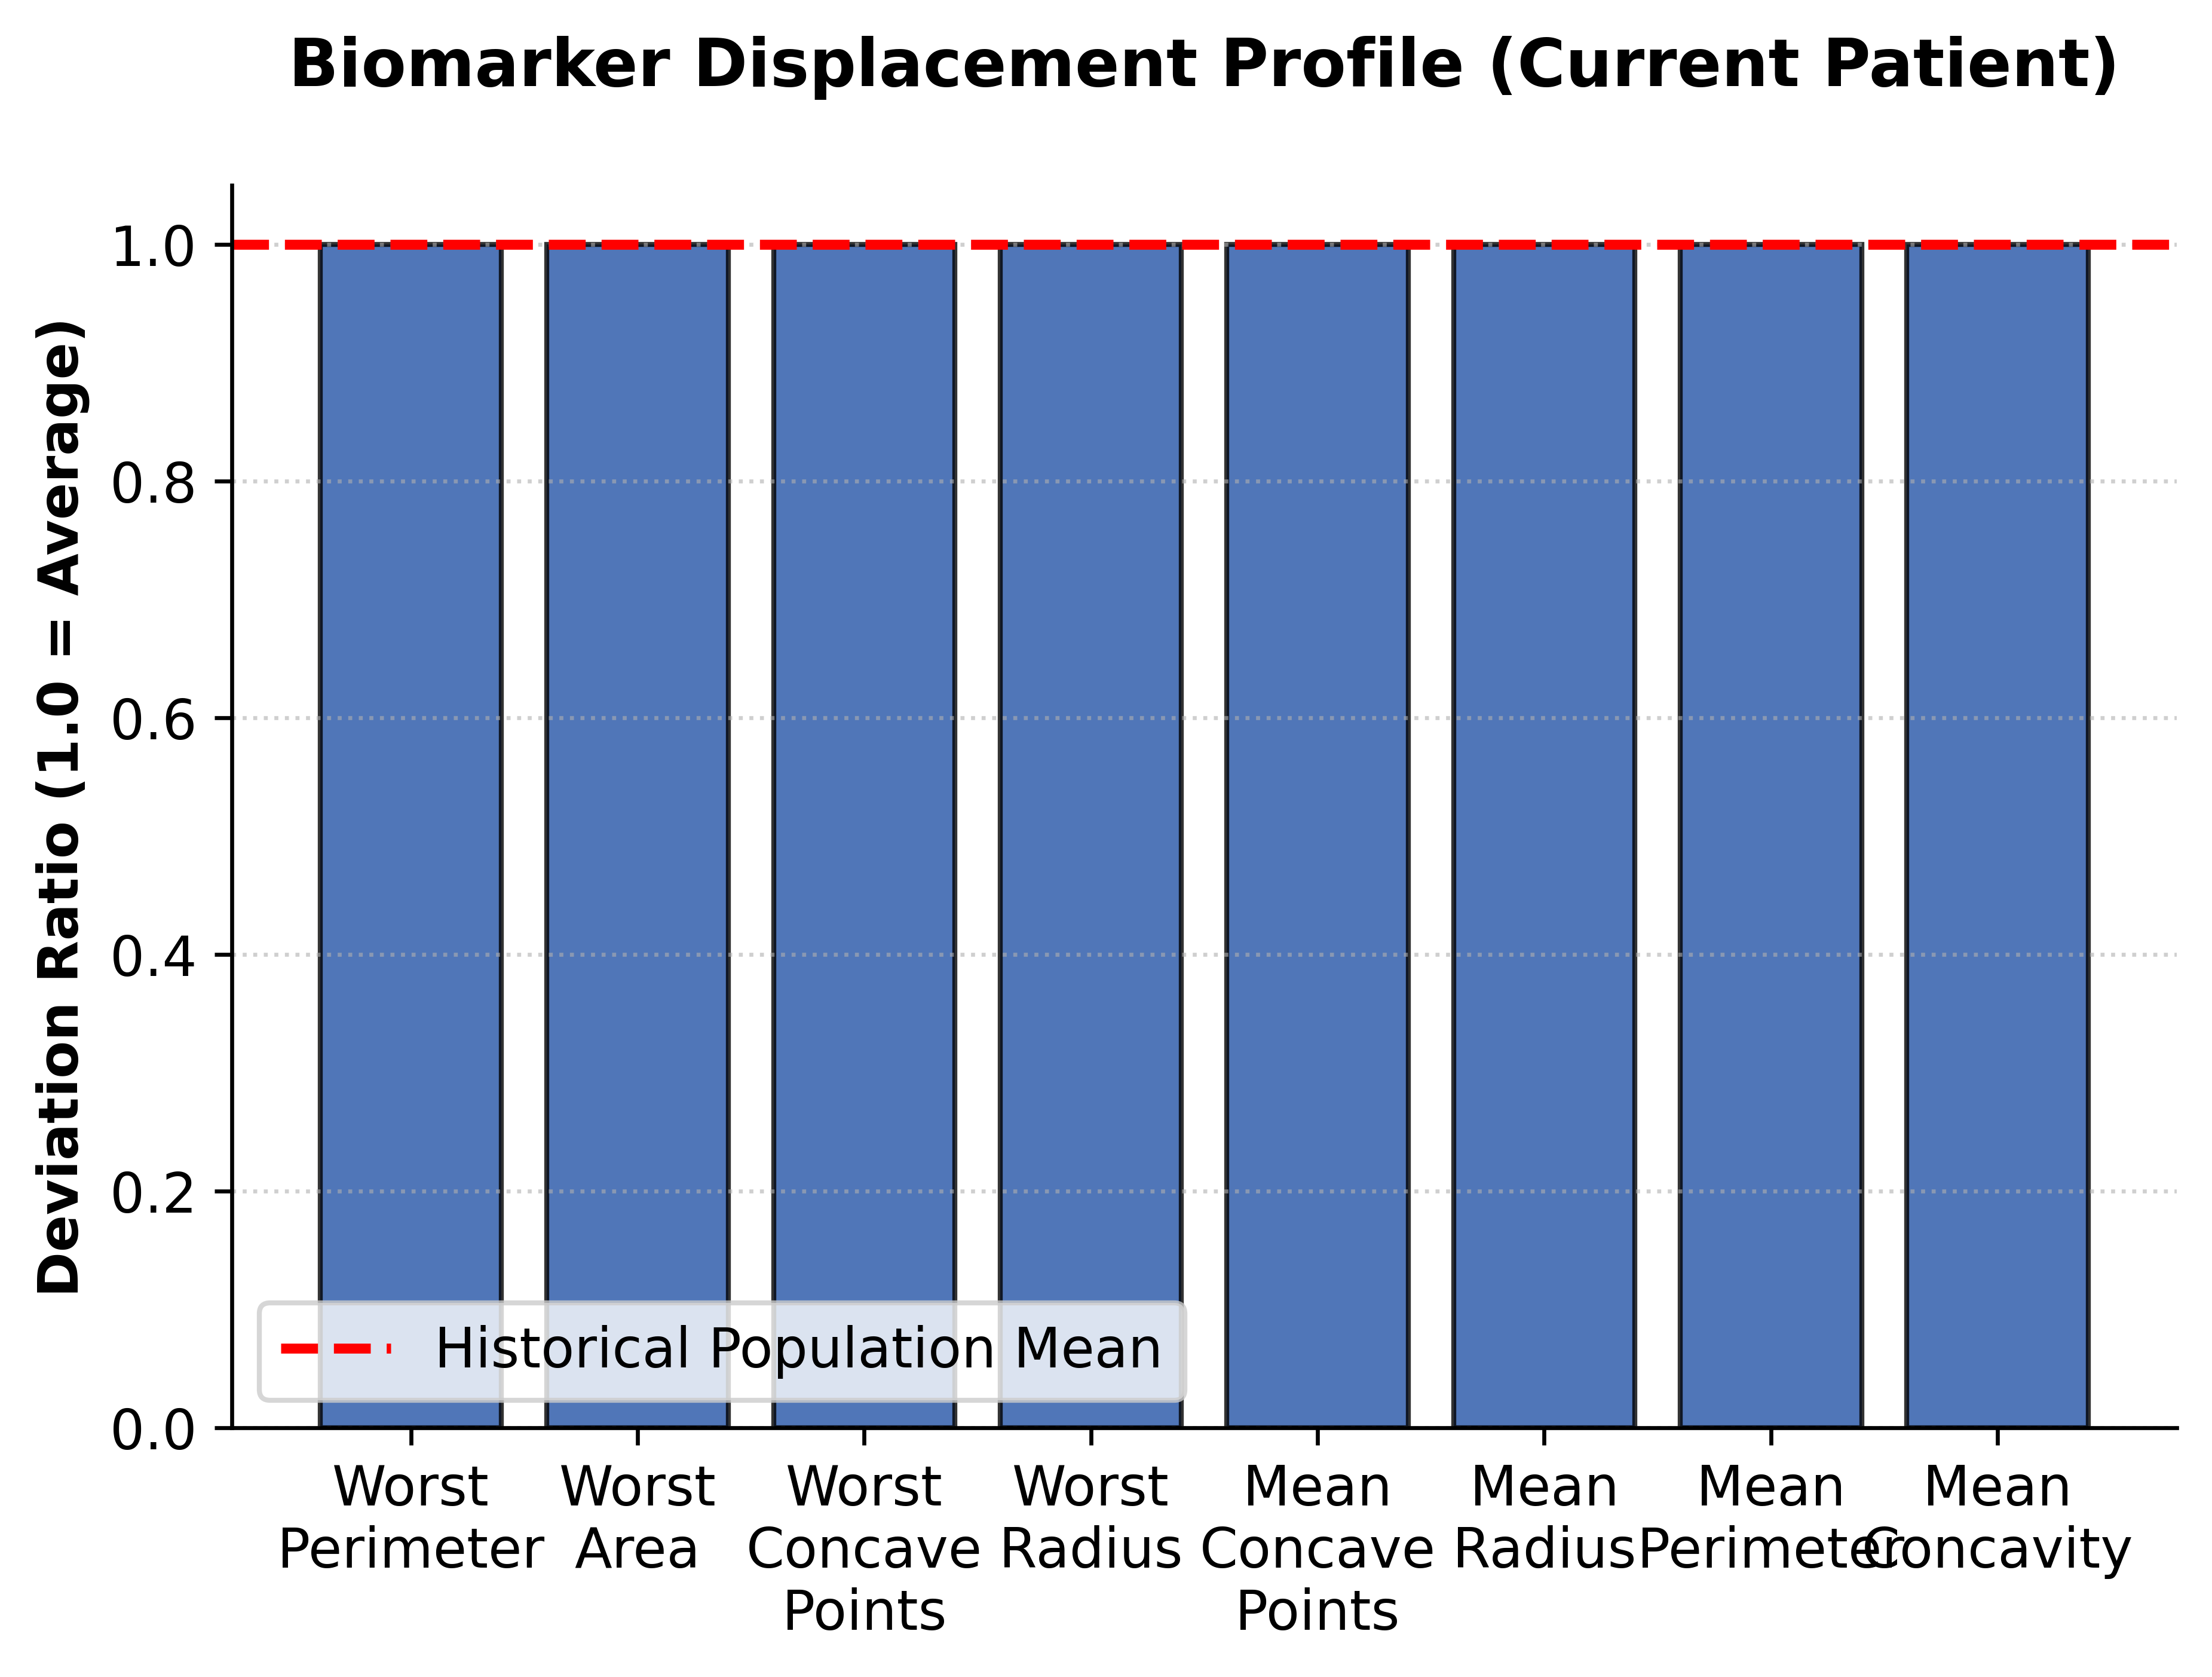 Biomarker Displacement Profile (Current Patient)
Deviation Ratio (1.0 = Average)
1.0
0.8
0.6
0.4
0.2
0.0
Historical Population Mean
Worst
Perimeter
Worst
Area
Worst
Concave
Points
Worst
Radius
Mean
Concave
Points
Mean
Radius
Mean
Perimeter
Mean
Concavity